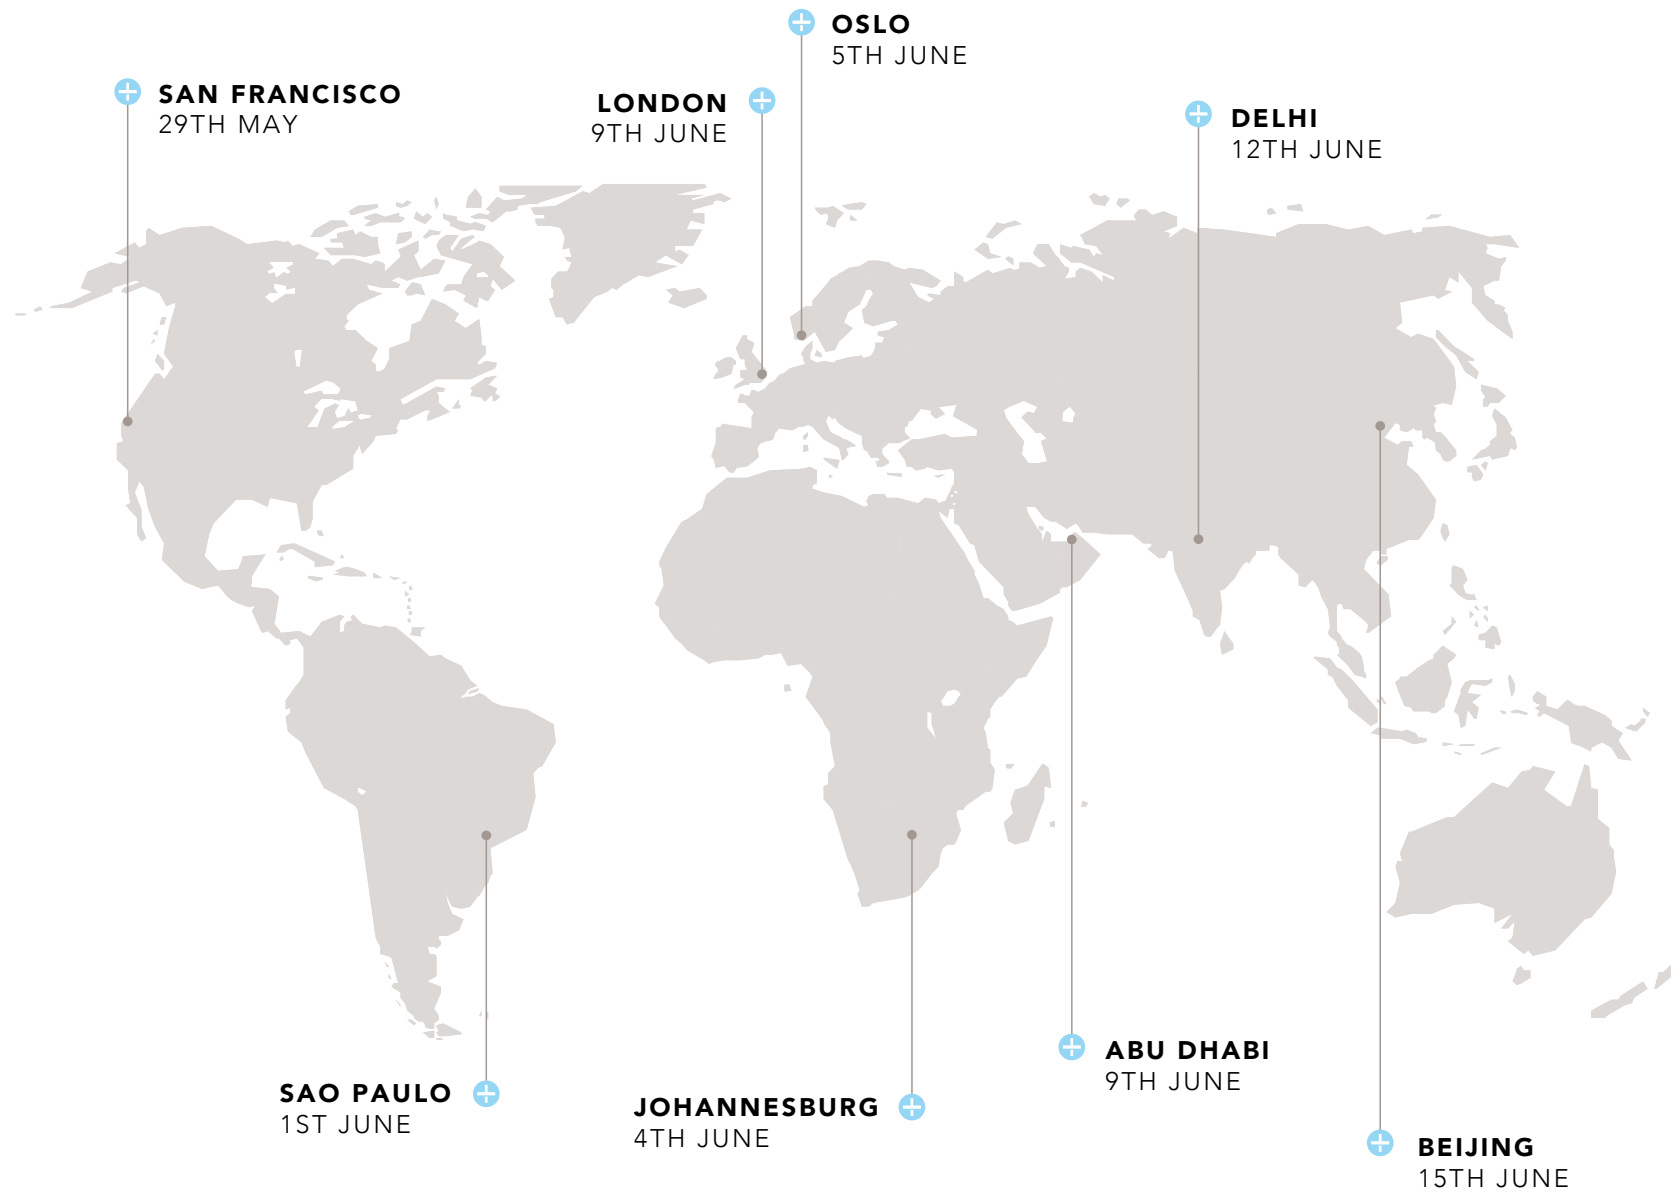 OSLO
5TH JUNE
SAN FRANCISCO
29TH MAY
LONDON
9TH JUNE
DELHI
12TH JUNE
ABU DHABI
9TH JUNE
SAO PAULO
1ST JUNE
JOHANNESBURG
4TH JUNE
BEIJING
15TH JUNE